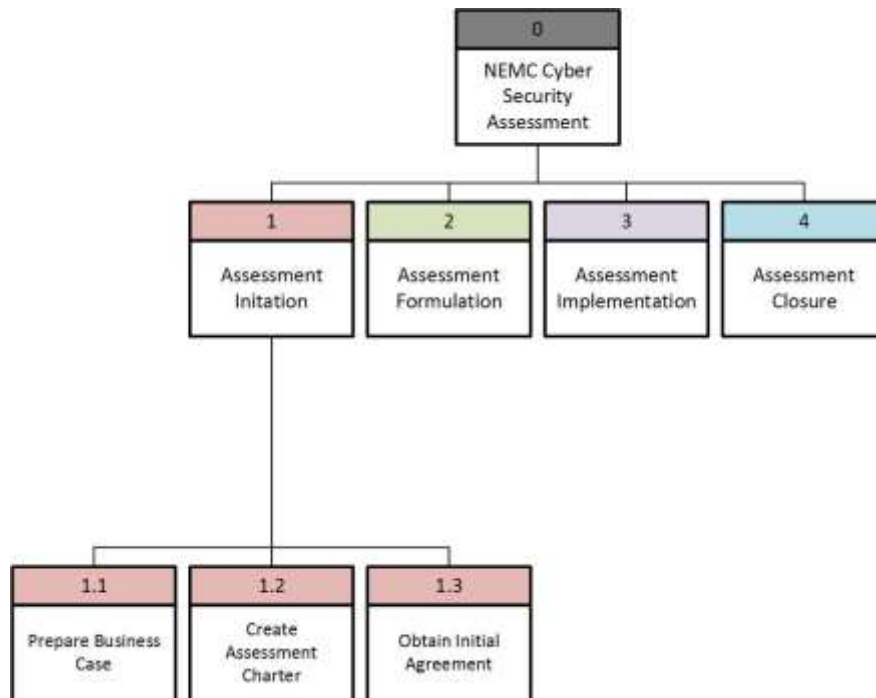 0
NEMC Cyber
Security
Assessment
1
Assessment
Initation
2
Assessment
Formulation
3
Assessment
Implementation
4
Assessment
Closure
1.1
Prepare Business
Case
1.2
Create
Assessment
Charter
1.3
Obtain Initial
Agreement